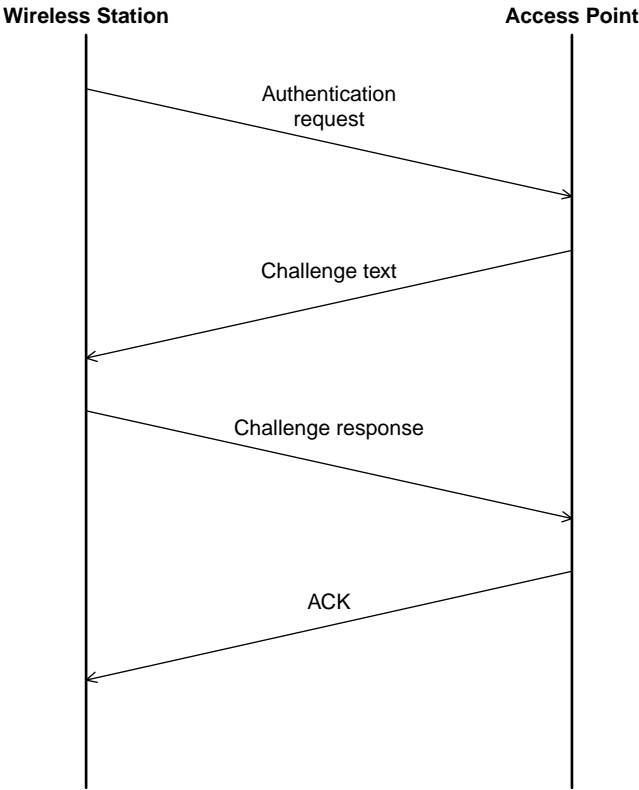 Wireless Station
Access Point
Authentication
request
Challenge text
Challenge response
ACK